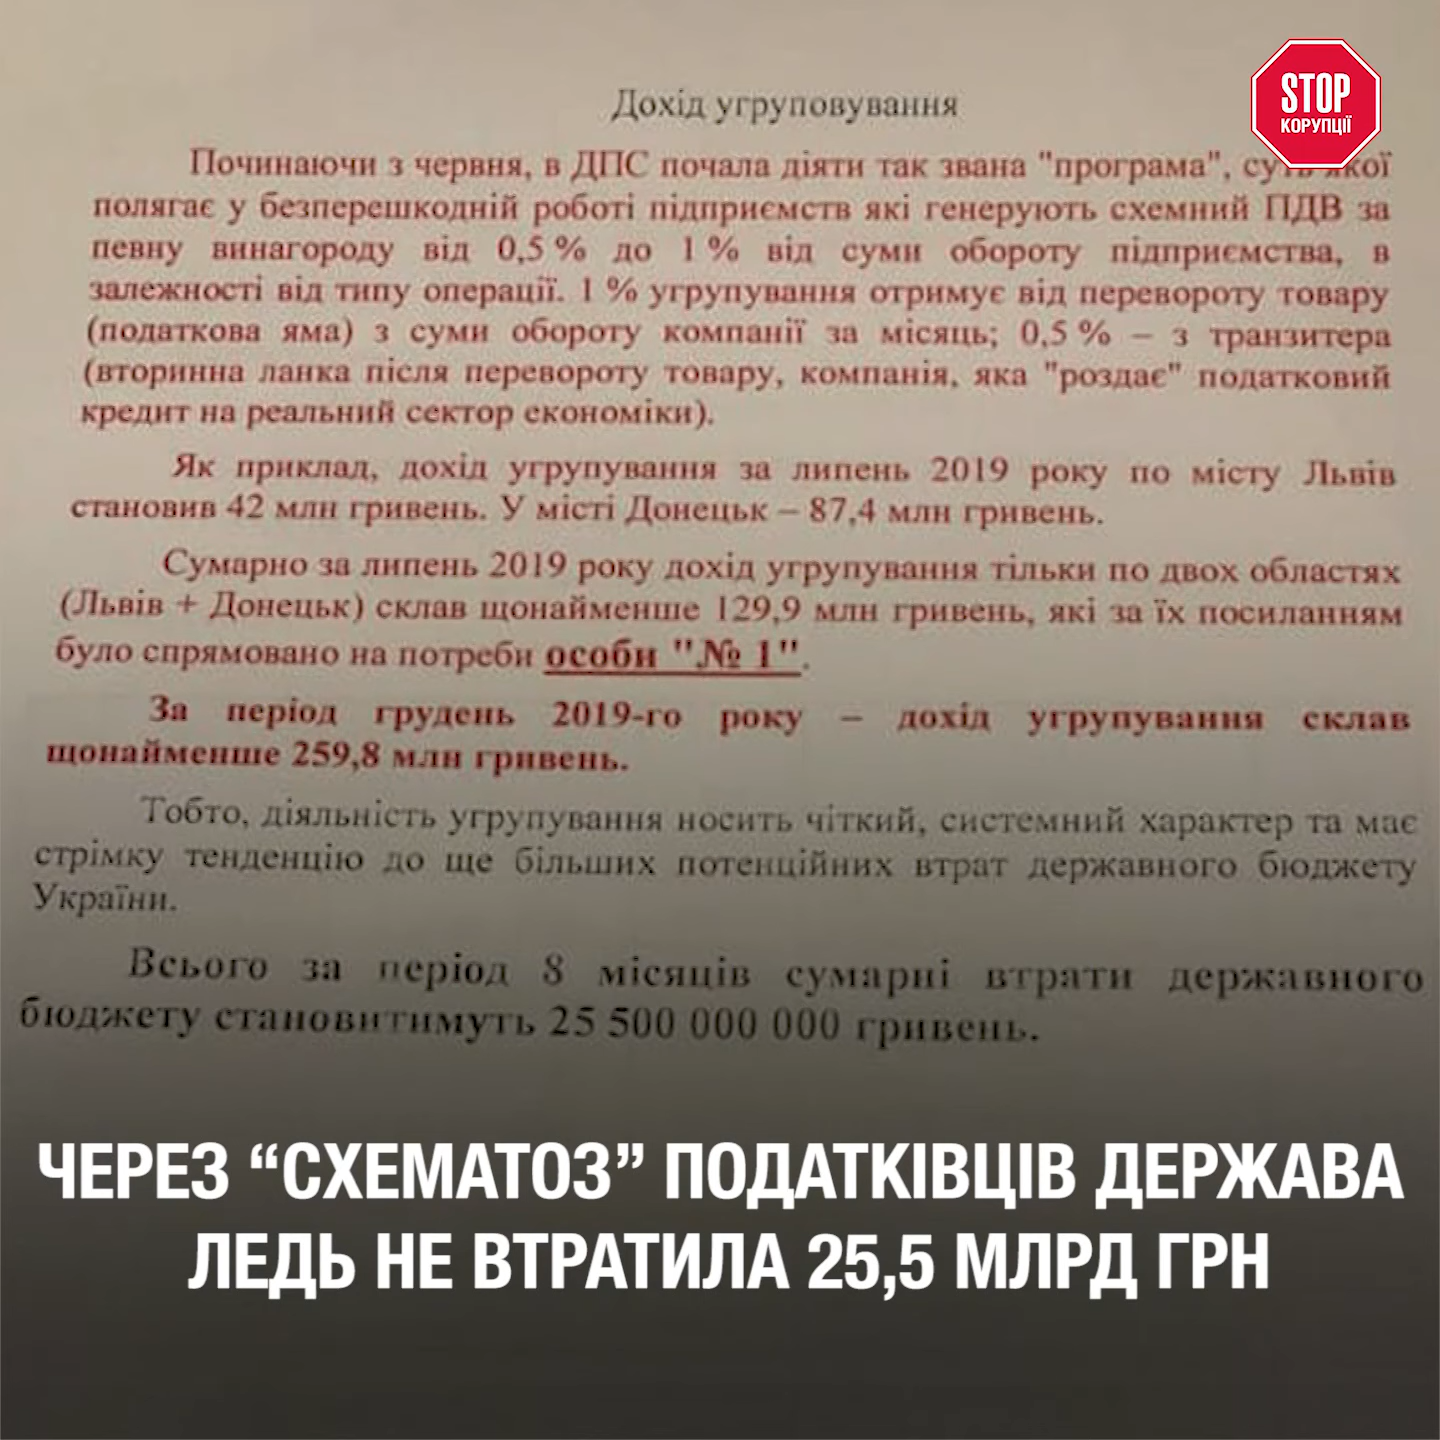 STOP
КОРУПЦІЇ
Дохід угруповування
Починаючи з червня, в ДПС почала діяти так звана "програма", суть якої
полягає у безперешкодній роботі підприємств які генерують схемний ПДВ за
певну винагороду від 0,5 % до 1 % від суми обороту підприємства, в
залежності від типу операції. 1 % угрупування отримує від перевороту товару
(податкова яма) з суми обороту компанії за місяць; 0,5 % – з транзитера
(вторинна ланка після перевороту товару, компанія, яка "роздає" податковий
кредит на реальний сектор економіки).
Як приклад, дохід угрупування за липень 2019 року по місту Львів
становив 42 млн гривень. У місті Донецьк – 87,4 млн гривень.
Сумарно за липень 2019 року дохід угрупування тільки по двох областях
(Львів + Донецьк) склав щонайменше 129,9 млн гривень, які за їх посиланням
було спрямовано на потреби особи "№ 1".
За період грудень 2019-го року – дохід угрупування склав
щонайменше 259,8 млн гривень.
Тобто, діяльність угрупування носить чіткий, системний характер та має
стрімку тенденцію до ще більших потенційних втрат державного бюджету
України.
Всього за період 8 місяців сумарні втрати державного
бюджету становитимуть 25 500 000 000 гривень.
ЧЕРЕЗ “СХЕМАТОЗ” ПОДАТКІВЦІВ ДЕРЖАВА
ЛЕДЬ НЕ ВТРАТИЛА 25,5 МЛРД ГРН